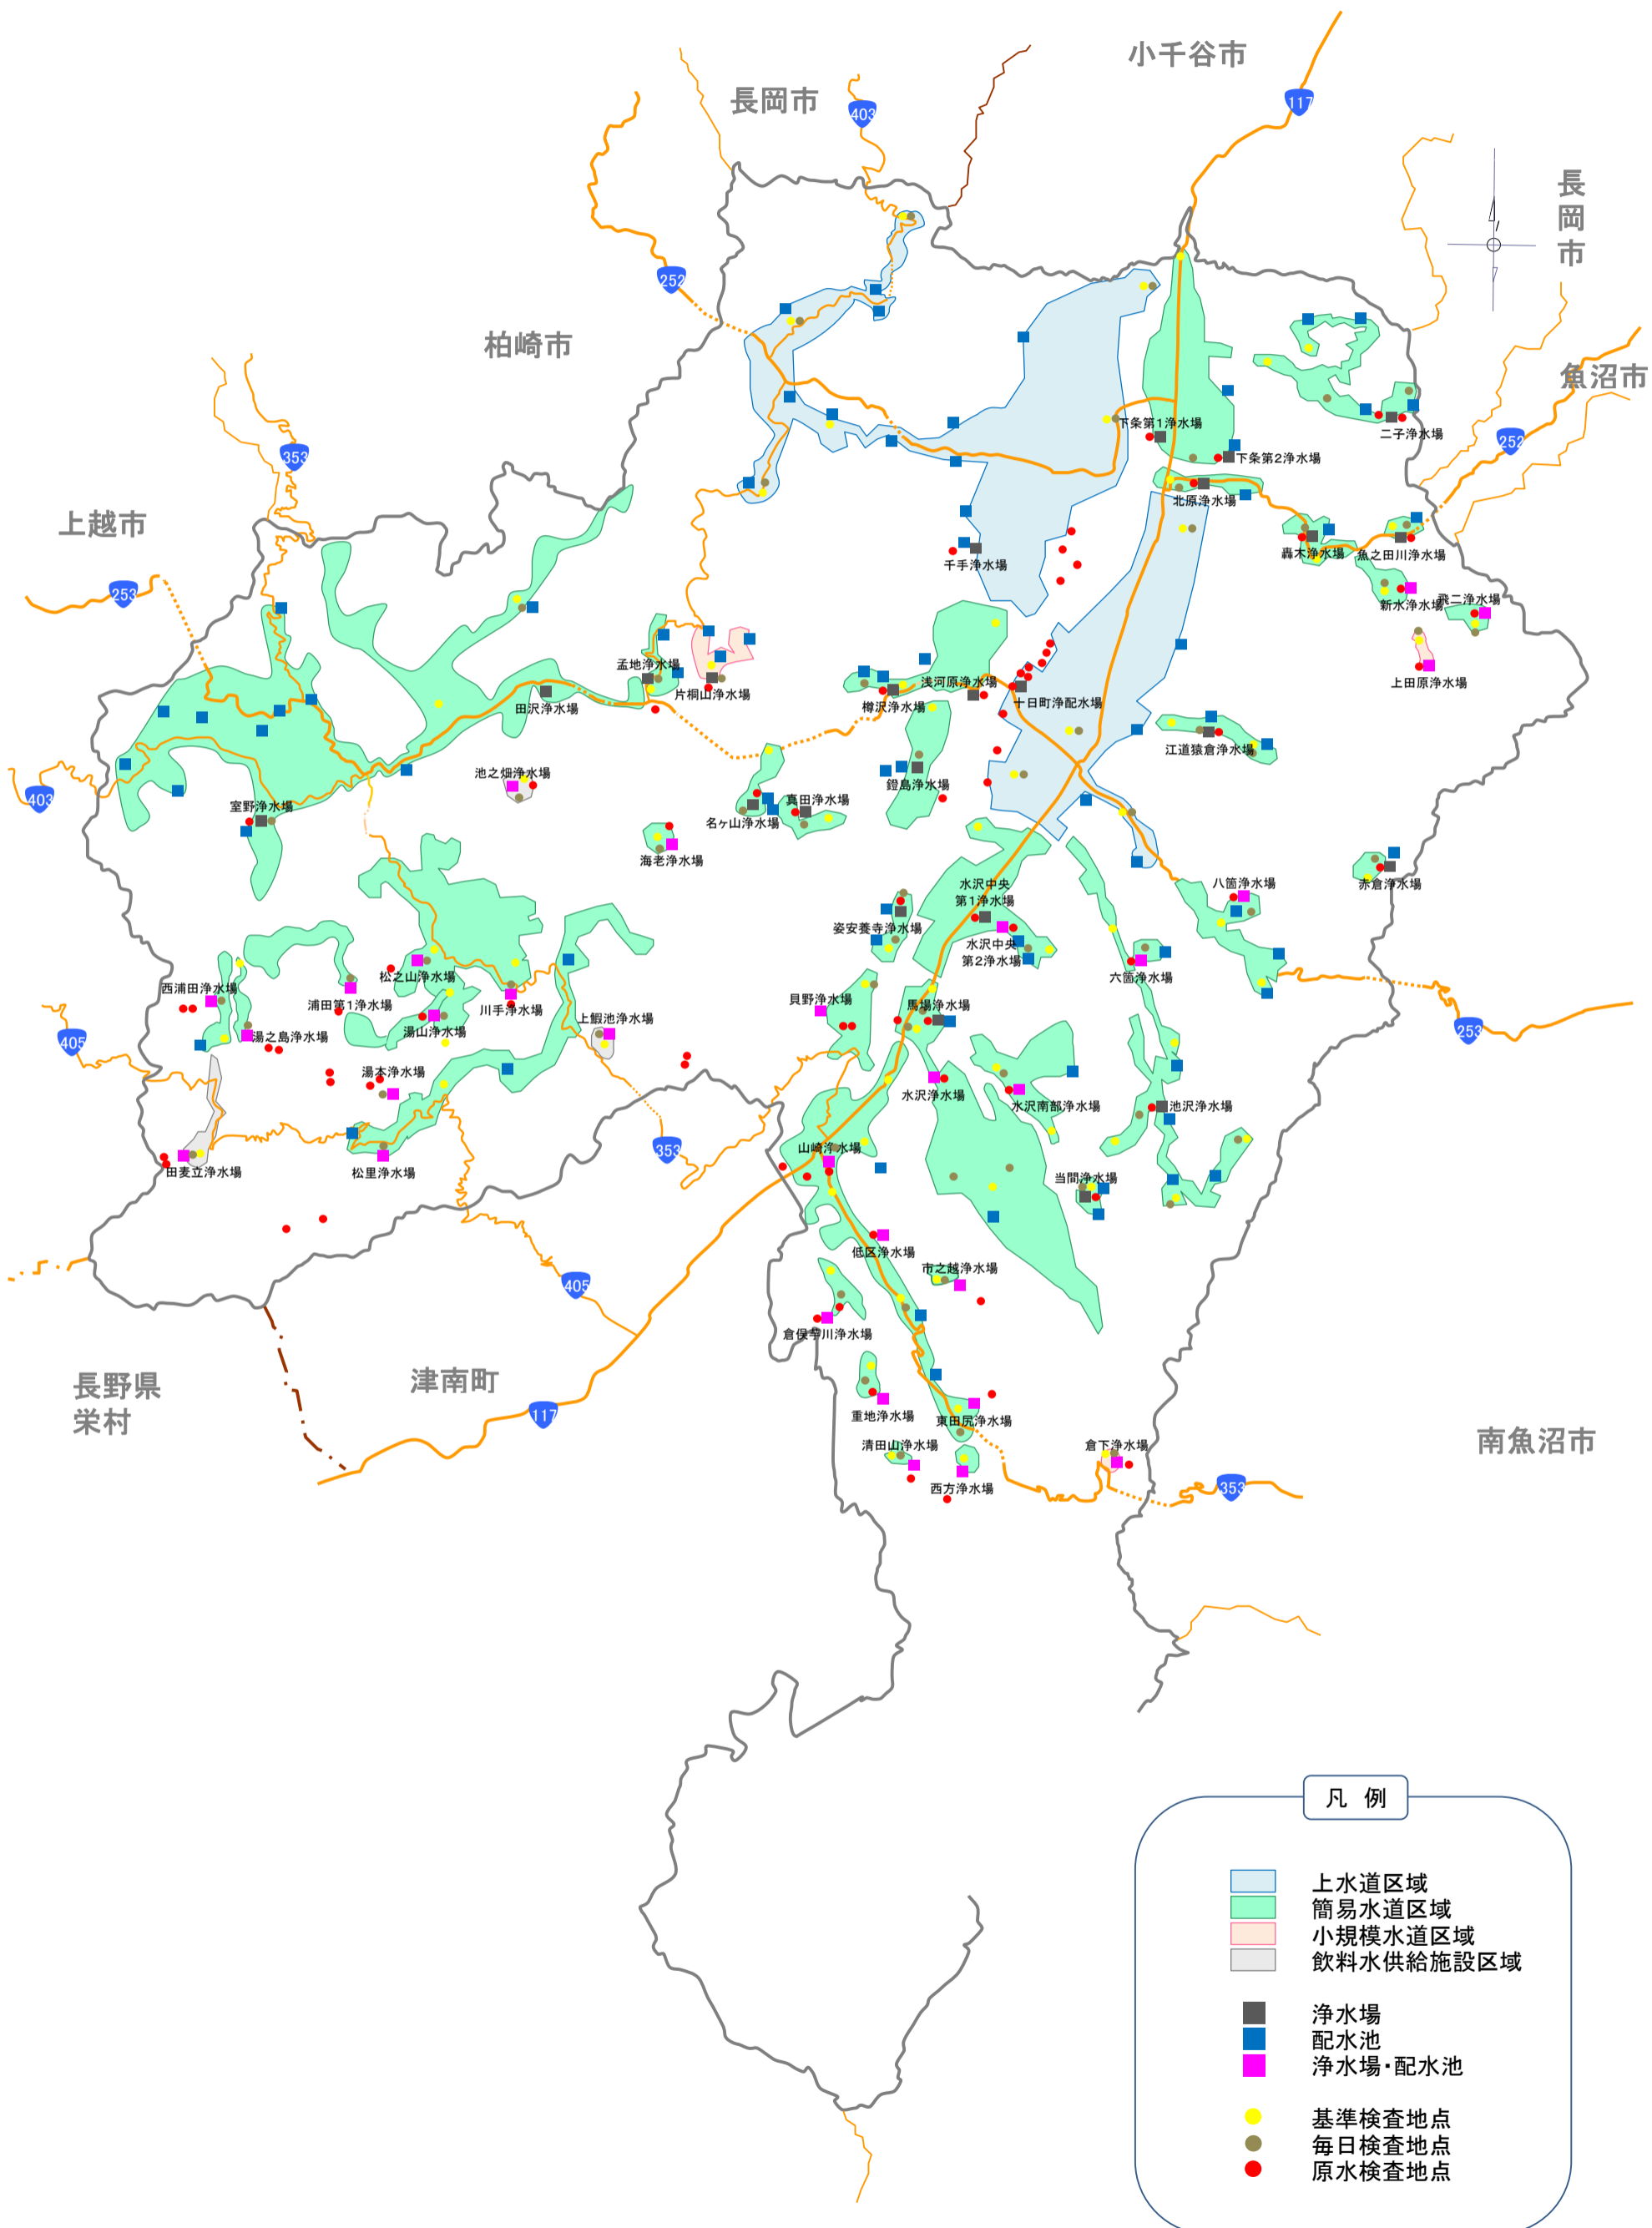 小千谷市
長岡市
403
117
長岡市
252
柏崎市
魚沼市
252
353
上越市
253
下条第1浄水場
二子浄水場
下条第2浄水場
北原浄水場
轟木浄水場
魚之田川浄水場
千手浄水場
新水浄水場
飛二浄水場
孟地浄水場
片桐山浄水場
上田原浄水場
田沢浄水場
浅河原浄水場
樽沢浄水場
十日町浄配水場
江道猿倉浄水場
403
池之畑浄水場
鐙島浄水場
室野浄水場
名ヶ山浄水場
真田浄水場
海老浄水場
赤倉浄水場
水沢中央
第1浄水場
八箇浄水場
姿安養寺浄水場
水沢中央
第2浄水場
六箇浄水場
松之山浄水場
西浦田浄水場
浦田第1浄水場
川手浄水場
貝野浄水場
馬場浄水場
253
405
湯之島浄水場
湯山浄水場
上鰕池浄水場
湯本浄水場
水沢浄水場
水沢南部浄水場
池沢浄水場
353
山崎浄水場
田麦立浄水場
松里浄水場
当間浄水場
低区浄水場
市之越浄水場
405
倉俣芋川浄水場
長野県
栄村
津南町
117
重地浄水場
東田尻浄水場
清田山浄水場
倉下浄水場
南魚沼市
西方浄水場
353
凡 例
上水道区域
簡易水道区域
小規模水道区域
飲料水供給施設区域
浄水場
配水池
浄水場・配水池
基準検査地点
毎日検査地点
原水検査地点